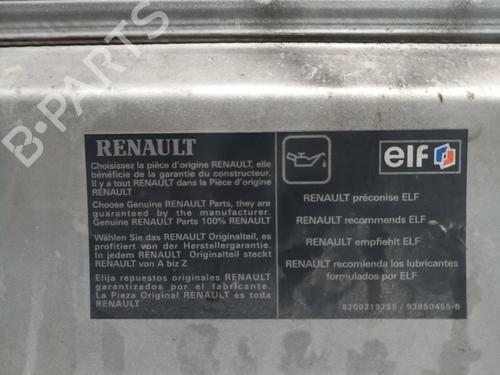 B-PARTS
RENAULT
Choisissez la pièce d'origine RENAULT, elle
bénéficie de la garantie du constructeur.
Il y a tout RENAULT dans la Pièce d'origine
RENAULT
Choose Genuine RENAULT Parts, they are
guaranteed by the manufacturer.
Genuine RENAULT Parts 100% RENAULT
Wählen Sie das RENAULT Originalteil, es
profitiert von der Herstellergarantie.
In jedem RENAULT Originalteil steckt
RENAULT von A biz Z
Elija repuestos originales RENAULT
garantizados por el fabricante.
La Pieza Original RENAULT es toda
RENAULT
elf
RENAULT préconise ELF
RENAULT recommends ELF
RENAULT empfiehlt ELF
RENAULT recomienda los lubricantes
formulados por ELF
8200219755 / 93850455-B